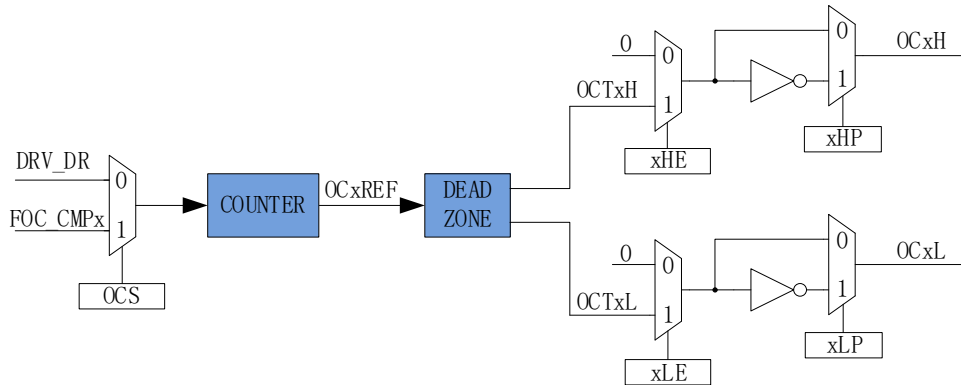 0
0
1
OCTxH
xHE
0
1
OCxH
xHP
DRV_DR
FOC_CMPx
0
1
OCS
COUNTER
OCxREF
DEAD
ZONE
0
0
1
OCTxL
xLE
0
1
OCxL
xLP